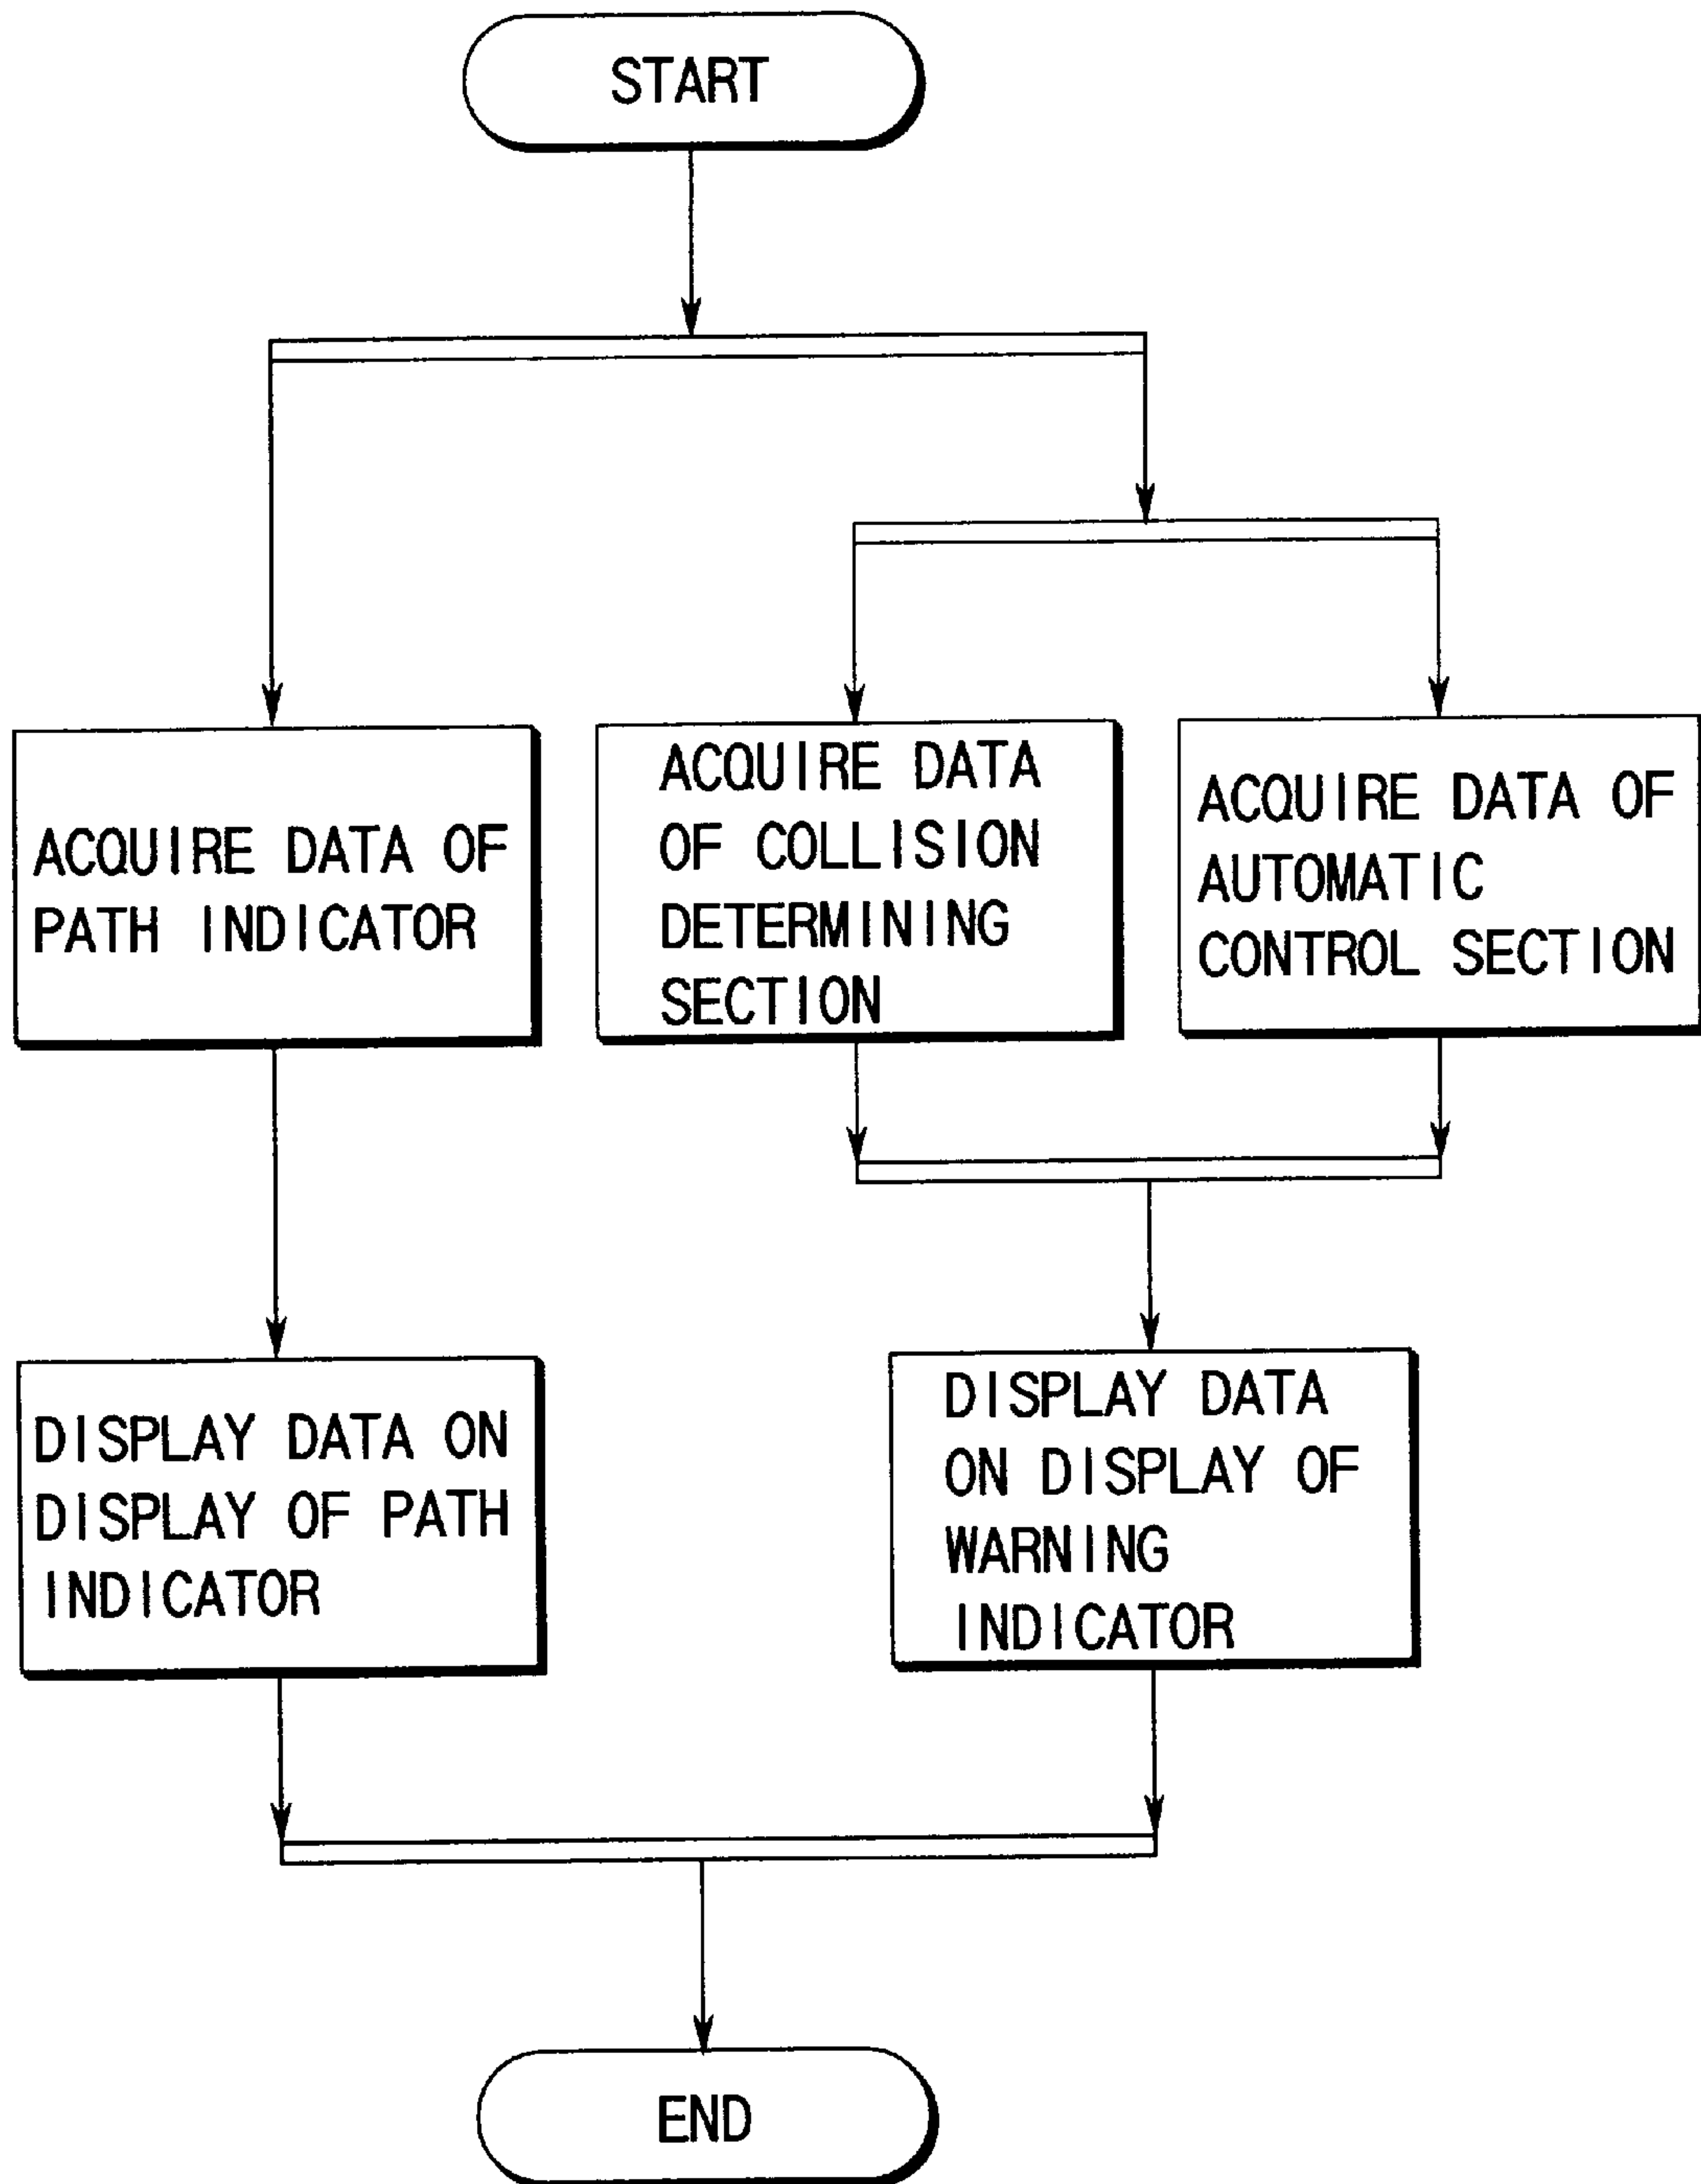 START
ACQUIRE DATA OF
PATH INDICATOR
ACQUIRE DATA
OF COLLISION
DETERMINING
SECTION
ACQUIRE DATA OF
AUTOMATIC
CONTROL SECTION
DISPLAY DATA ON
DISPLAY OF PATH
INDICATOR
DISPLAY DATA
ON DISPLAY OF
WARNING
INDICATOR
END